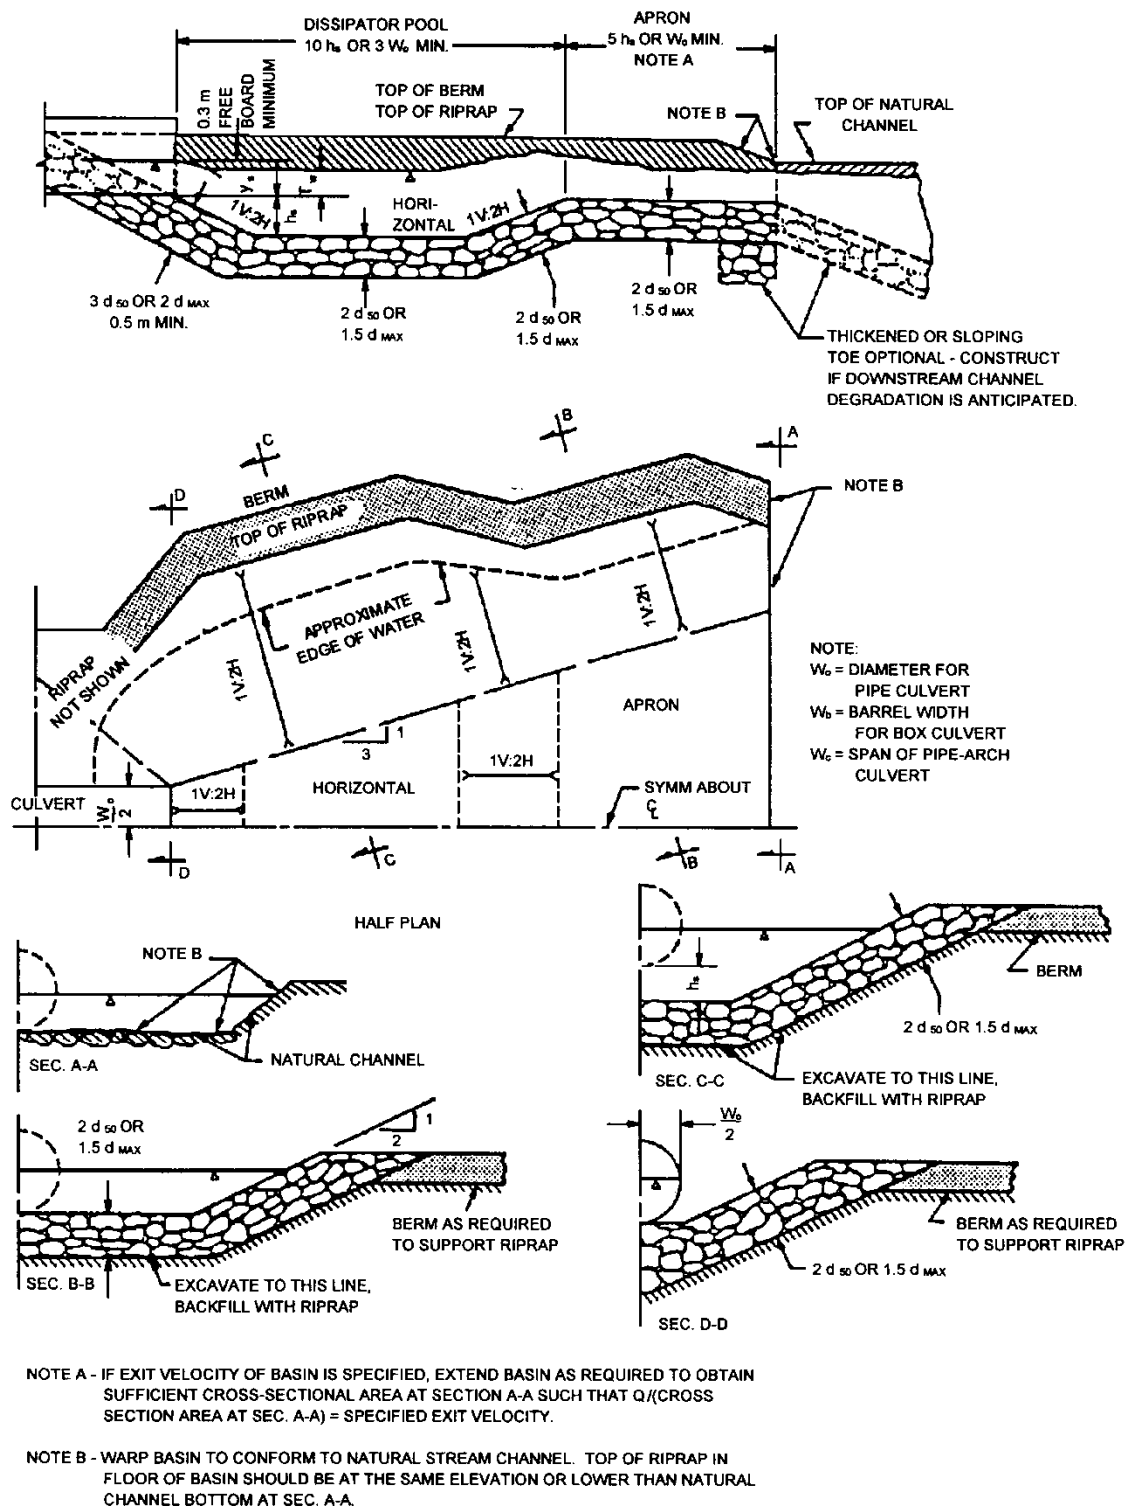 DISSIPATOR POOL
10 hₛ OR 3 Wₒ MIN.
APRON
5 hₛ OR Wₒ MIN.
NOTE A
0.3 m
FREE
BOARD
MINIMUM
TOP OF BERM
TOP OF RIPRAP
NOTE B
TOP OF NATURAL
CHANNEL
1V:2H
hₛ
HORI-
ZONTAL
1V:2H
3 d₅₀ OR 2 d MAX
0.5 m MIN.
2 d₅₀ OR
1.5 d MAX
2 d₅₀ OR
1.5 d MAX
2 d₅₀ OR
1.5 d MAX
THICKENED OR SLOPING
TOE OPTIONAL - CONSTRUCT
IF DOWNSTREAM CHANNEL
DEGRADATION IS ANTICIPATED.
D
C
B
A
BERM
TOP OF RIPRAP
NOTE B
RIPRAP
NOT SHOWN
APPROXIMATE
EDGE OF WATER
1V:2H
1V:2H
1V:2H
3
1
APRON
NOTE:
Wₒ = DIAMETER FOR
PIPE CULVERT
W_b = BARREL WIDTH
FOR BOX CULVERT
W_c = SPAN OF PIPE-ARCH
CULVERT
CULVERT
Wₒ
2
1V:2H
HORIZONTAL
1V:2H
SYMM ABOUT
℄
D
C
B
A
HALF PLAN
NOTE B
NATURAL CHANNEL
SEC. A-A
hₛ
BERM
2 d₅₀ OR 1.5 d MAX
EXCAVATE TO THIS LINE,
BACKFILL WITH RIPRAP
SEC. C-C
2 d₅₀ OR
1.5 d MAX
1
2
BERM AS REQUIRED
TO SUPPORT RIPRAP
EXCAVATE TO THIS LINE,
BACKFILL WITH RIPRAP
SEC. B-B
Wₒ
2
BERM AS REQUIRED
TO SUPPORT RIPRAP
2 d₅₀ OR 1.5 d MAX
SEC. D-D
NOTE A - IF EXIT VELOCITY OF BASIN IS SPECIFIED, EXTEND BASIN AS REQUIRED TO OBTAIN
SUFFICIENT CROSS-SECTIONAL AREA AT SECTION A-A SUCH THAT Q/(CROSS
SECTION AREA AT SEC. A-A) = SPECIFIED EXIT VELOCITY.
NOTE B - WARP BASIN TO CONFORM TO NATURAL STREAM CHANNEL. TOP OF RIPRAP IN
FLOOR OF BASIN SHOULD BE AT THE SAME ELEVATION OR LOWER THAN NATURAL
CHANNEL BOTTOM AT SEC. A-A.